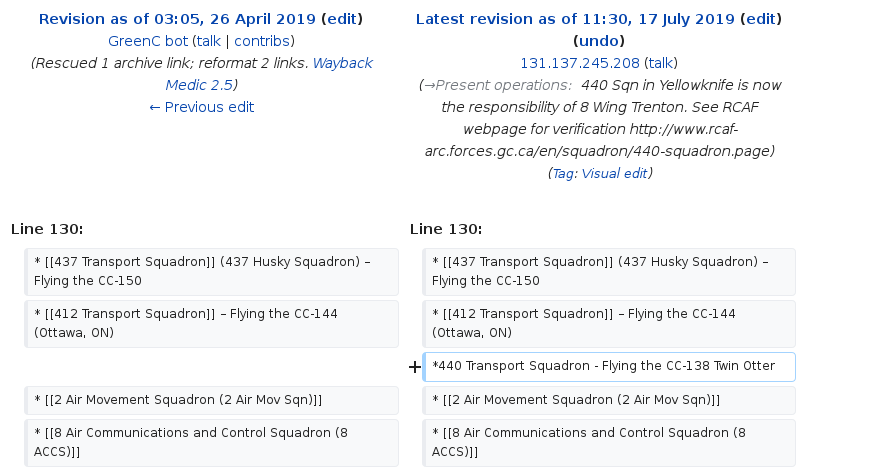 Revision as of 03:05, 26 April 2019 (edit)
GreenC bot (talk | contribs)
(Rescued 1 archive link; reformat 2 links. Wayback
Medic 2.5)
← Previous edit
Latest revision as of 11:30, 17 July 2019 (edit)
(undo)
131.137.245.208 (talk)
(→Present operations: 440 Sqn in Yellowknife is now
the responsibility of 8 Wing Trenton. See RCAF
webpage for verification http://www.rcaf-
arc.forces.gc.ca/en/squadron/440-squadron.page)
(Tag: Visual edit)
Line 130:
Line 130:
* [[437 Transport Squadron]] (437 Husky Squadron) –
Flying the CC-150
* [[437 Transport Squadron]] (437 Husky Squadron) –
Flying the CC-150
* [[412 Transport Squadron]] – Flying the CC-144
(Ottawa, ON)
* [[412 Transport Squadron]] – Flying the CC-144
(Ottawa, ON)
+ *440 Transport Squadron - Flying the CC-138 Twin Otter
* [[2 Air Movement Squadron (2 Air Mov Sqn)]]
* [[2 Air Movement Squadron (2 Air Mov Sqn)]]
* [[8 Air Communications and Control Squadron (8
ACCS)]]
* [[8 Air Communications and Control Squadron (8
ACCS)]]